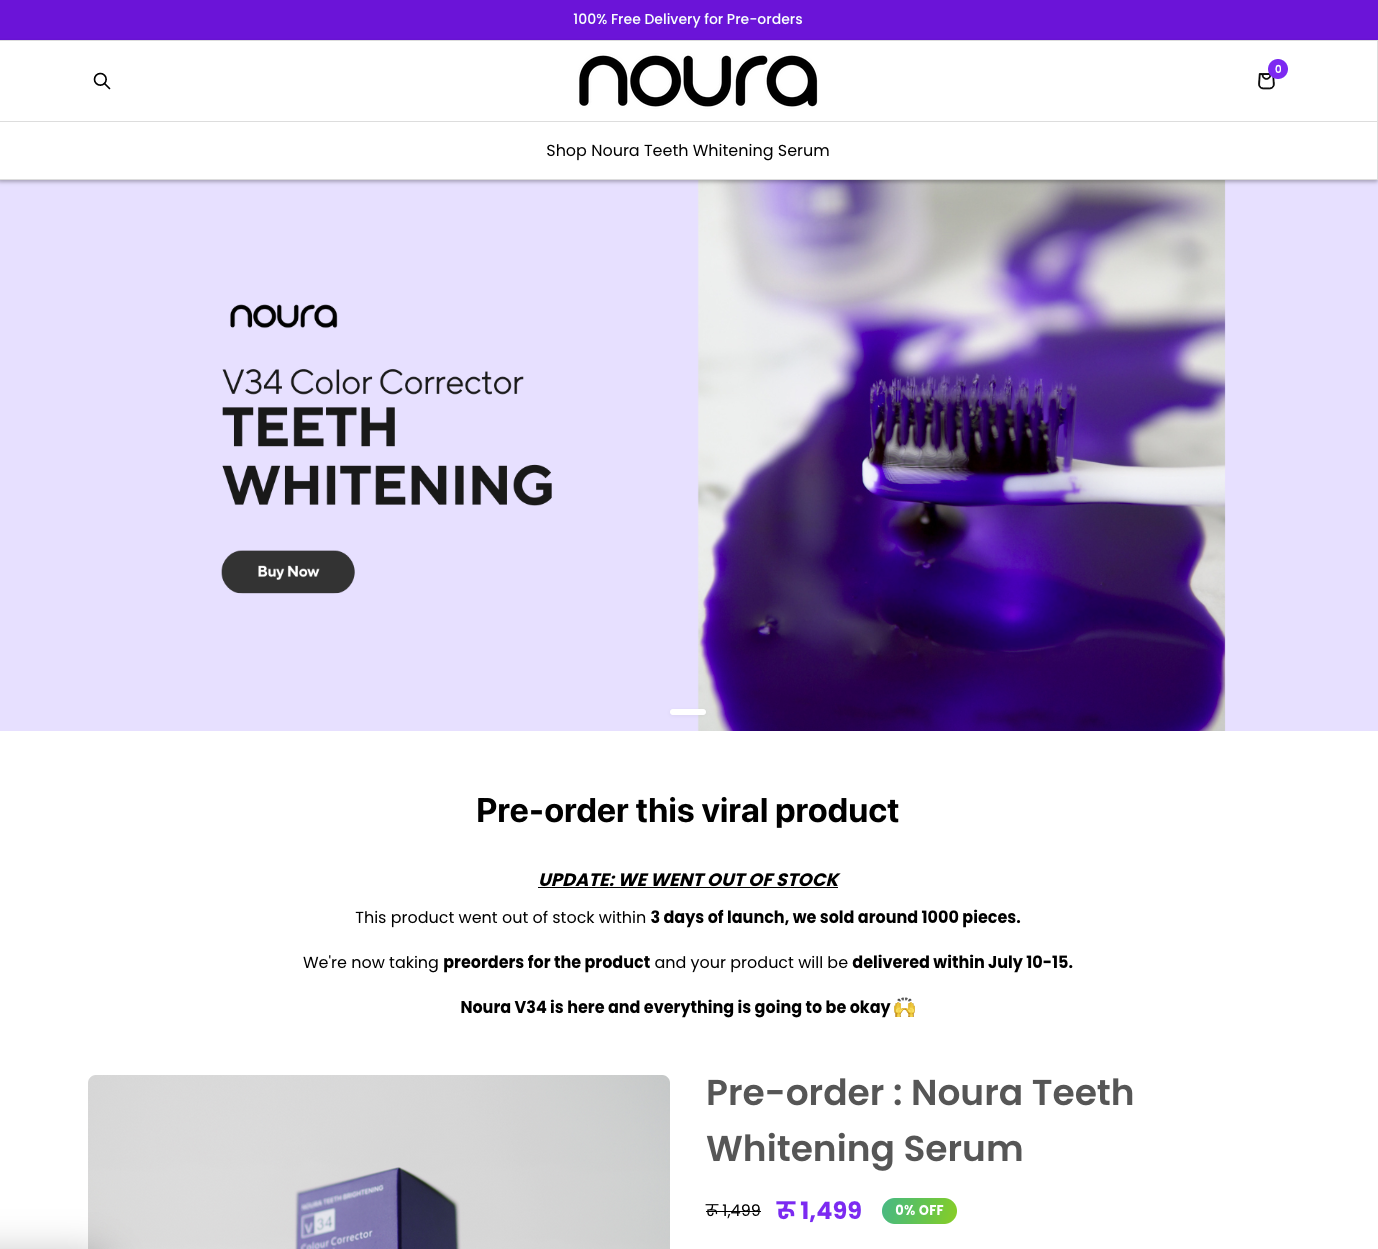 100% Free Delivery for Pre-orders
noura
0
Shop Noura Teeth Whitening Serum
noura
V34 Color Corrector
TEETH
WHITENING
Buy Now
Pre-order this viral product
UPDATE: WE WENT OUT OF STOCK
This product went out of stock within 3 days of launch, we sold around 1000 pieces.
We're now taking preorders for the product and your product will be delivered within July 10-15.
Noura V34 is here and everything is going to be okay 🙌
Pre-order : Noura Teeth
Whitening Serum
रु 1,499 रु 1,499 0% OFF
NOURA TEETH BRIGHTENING
V 34
Colour Corrector